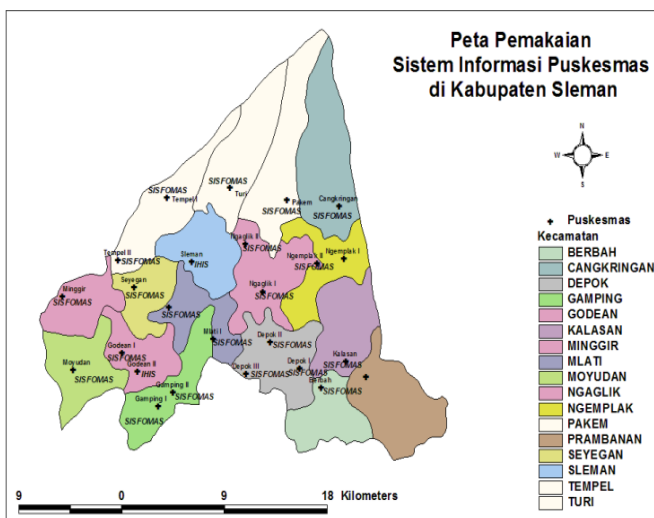 Peta Pemakaian
Sistem Informasi Puskesmas
di Kabupaten Sleman
N
W E
S
Puskesmas
Kecamatan
BERBAH
CANGKRINGAN
DEPOK
GAMPING
GODEAN
KALASAN
MINGGIR
MLATI
MOYUDAN
NGAGLIK
NGEMPLAK
PAKEM
PRAMBANAN
SEYEGAN
SLEMAN
TEMPEL
TURI
SISFOMAS
Tempel I
SISFOMAS
Turi
Pakem
SISFOMAS
Cangkringan
SISFOMAS
Tempel II
SISFOMAS
Sleman
IHIS
Ngaglik II
SISFOMAS
Ngemplak II
SISFOMAS
Ngemplak I
Minggir
SISFOMAS
Seyegan
SISFOMAS
Ngaglik I
SISFOMAS
SISFOMAS
Mlati I
SISFOMAS
Godean I
SISFOMAS
Godean II
IHIS
Moyudan
SISFOMAS
Gamping II
SISFOMAS
Gamping I
SISFOMAS
Depok II
SISFOMAS
Depok III
SISFOMAS
Depok I
SISFOMAS
Kalasan
SISFOMAS
Berbah
SISFOMAS
9 0 9 18 Kilometers